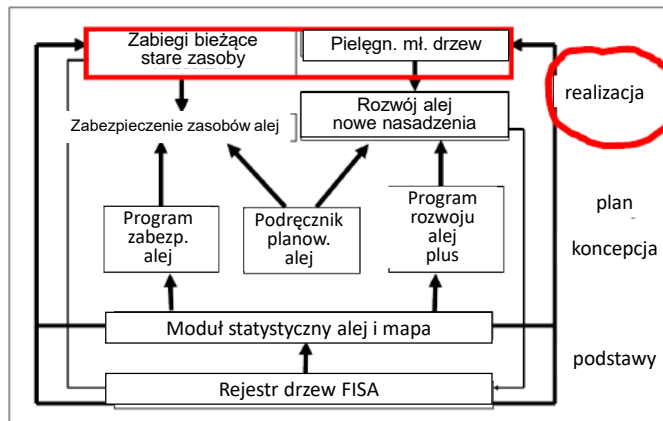 Zabiegi bieżące
stare zasoby
Pielęgn. mł. drzew
realizacja
Zabezpieczenie zasobów alej
Rozwój alej
nowe nasadzenia
Program
zabezp.
alej
Podręcznik
planow.
alej
Program
rozwoju
alej
plus
plan
koncepcja
Moduł statystyczny alej i mapa
podstawy
Rejestr drzew FISA